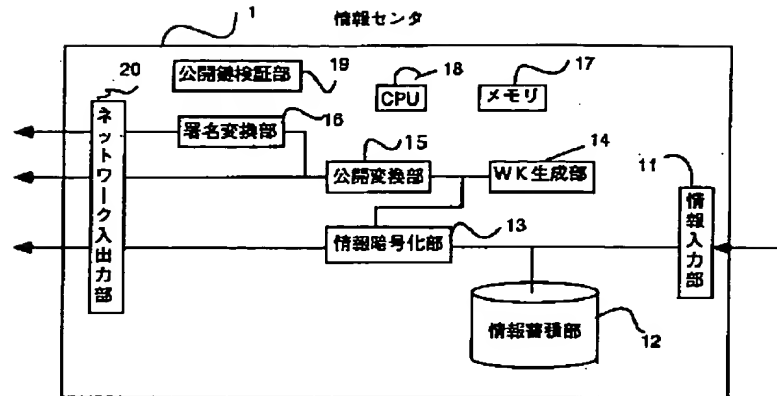 1
情報センタ
20
公開鍵検証部
19
18
CPU
17
メモリ
ネットワーク入出力部
署名変換部
16
15
公開変換部
14
WK生成部
11
情報入力部
情報暗号化部
13
情報蓄積部
12